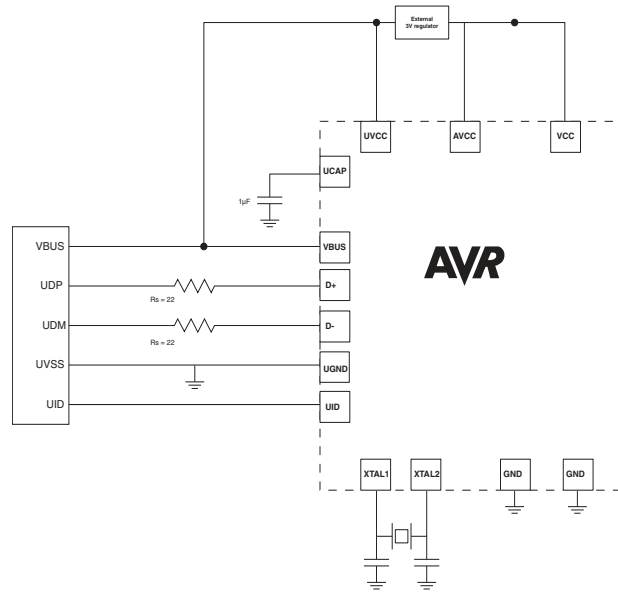 External
3V regulator
UVCC
AVCC
VCC
UCAP
1µF
VBUS
VBUS
UDP
D+
Rs = 22
UDM
D-
Rs = 22
UVSS
UGND
UID
UID
AVR
XTAL1
XTAL2
GND
GND